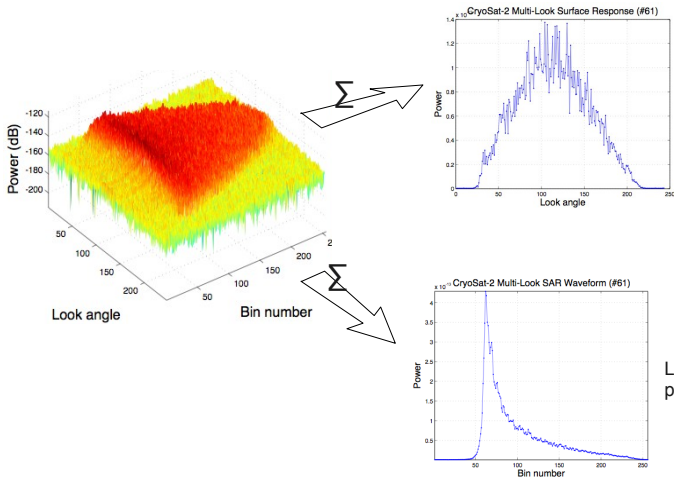 CryoSat-2 Multi-Look Surface Response (#61)
1.4
1.2
1
0.8
0.6
0.4
0.2
0
0 50 100 150 200 250
Power
Look angle
Σ
-120
-140
-160
-180
-200
Power (dB)
50
100
150
200
Look angle
50
100
150
200
2
Bin number
Σ
CryoSat-2 Multi-Look SAR Waveform (#61)
4
3.5
3
2.5
2
1.5
1
0.5
50 100 150 200 250
Power
Bin number
L
p